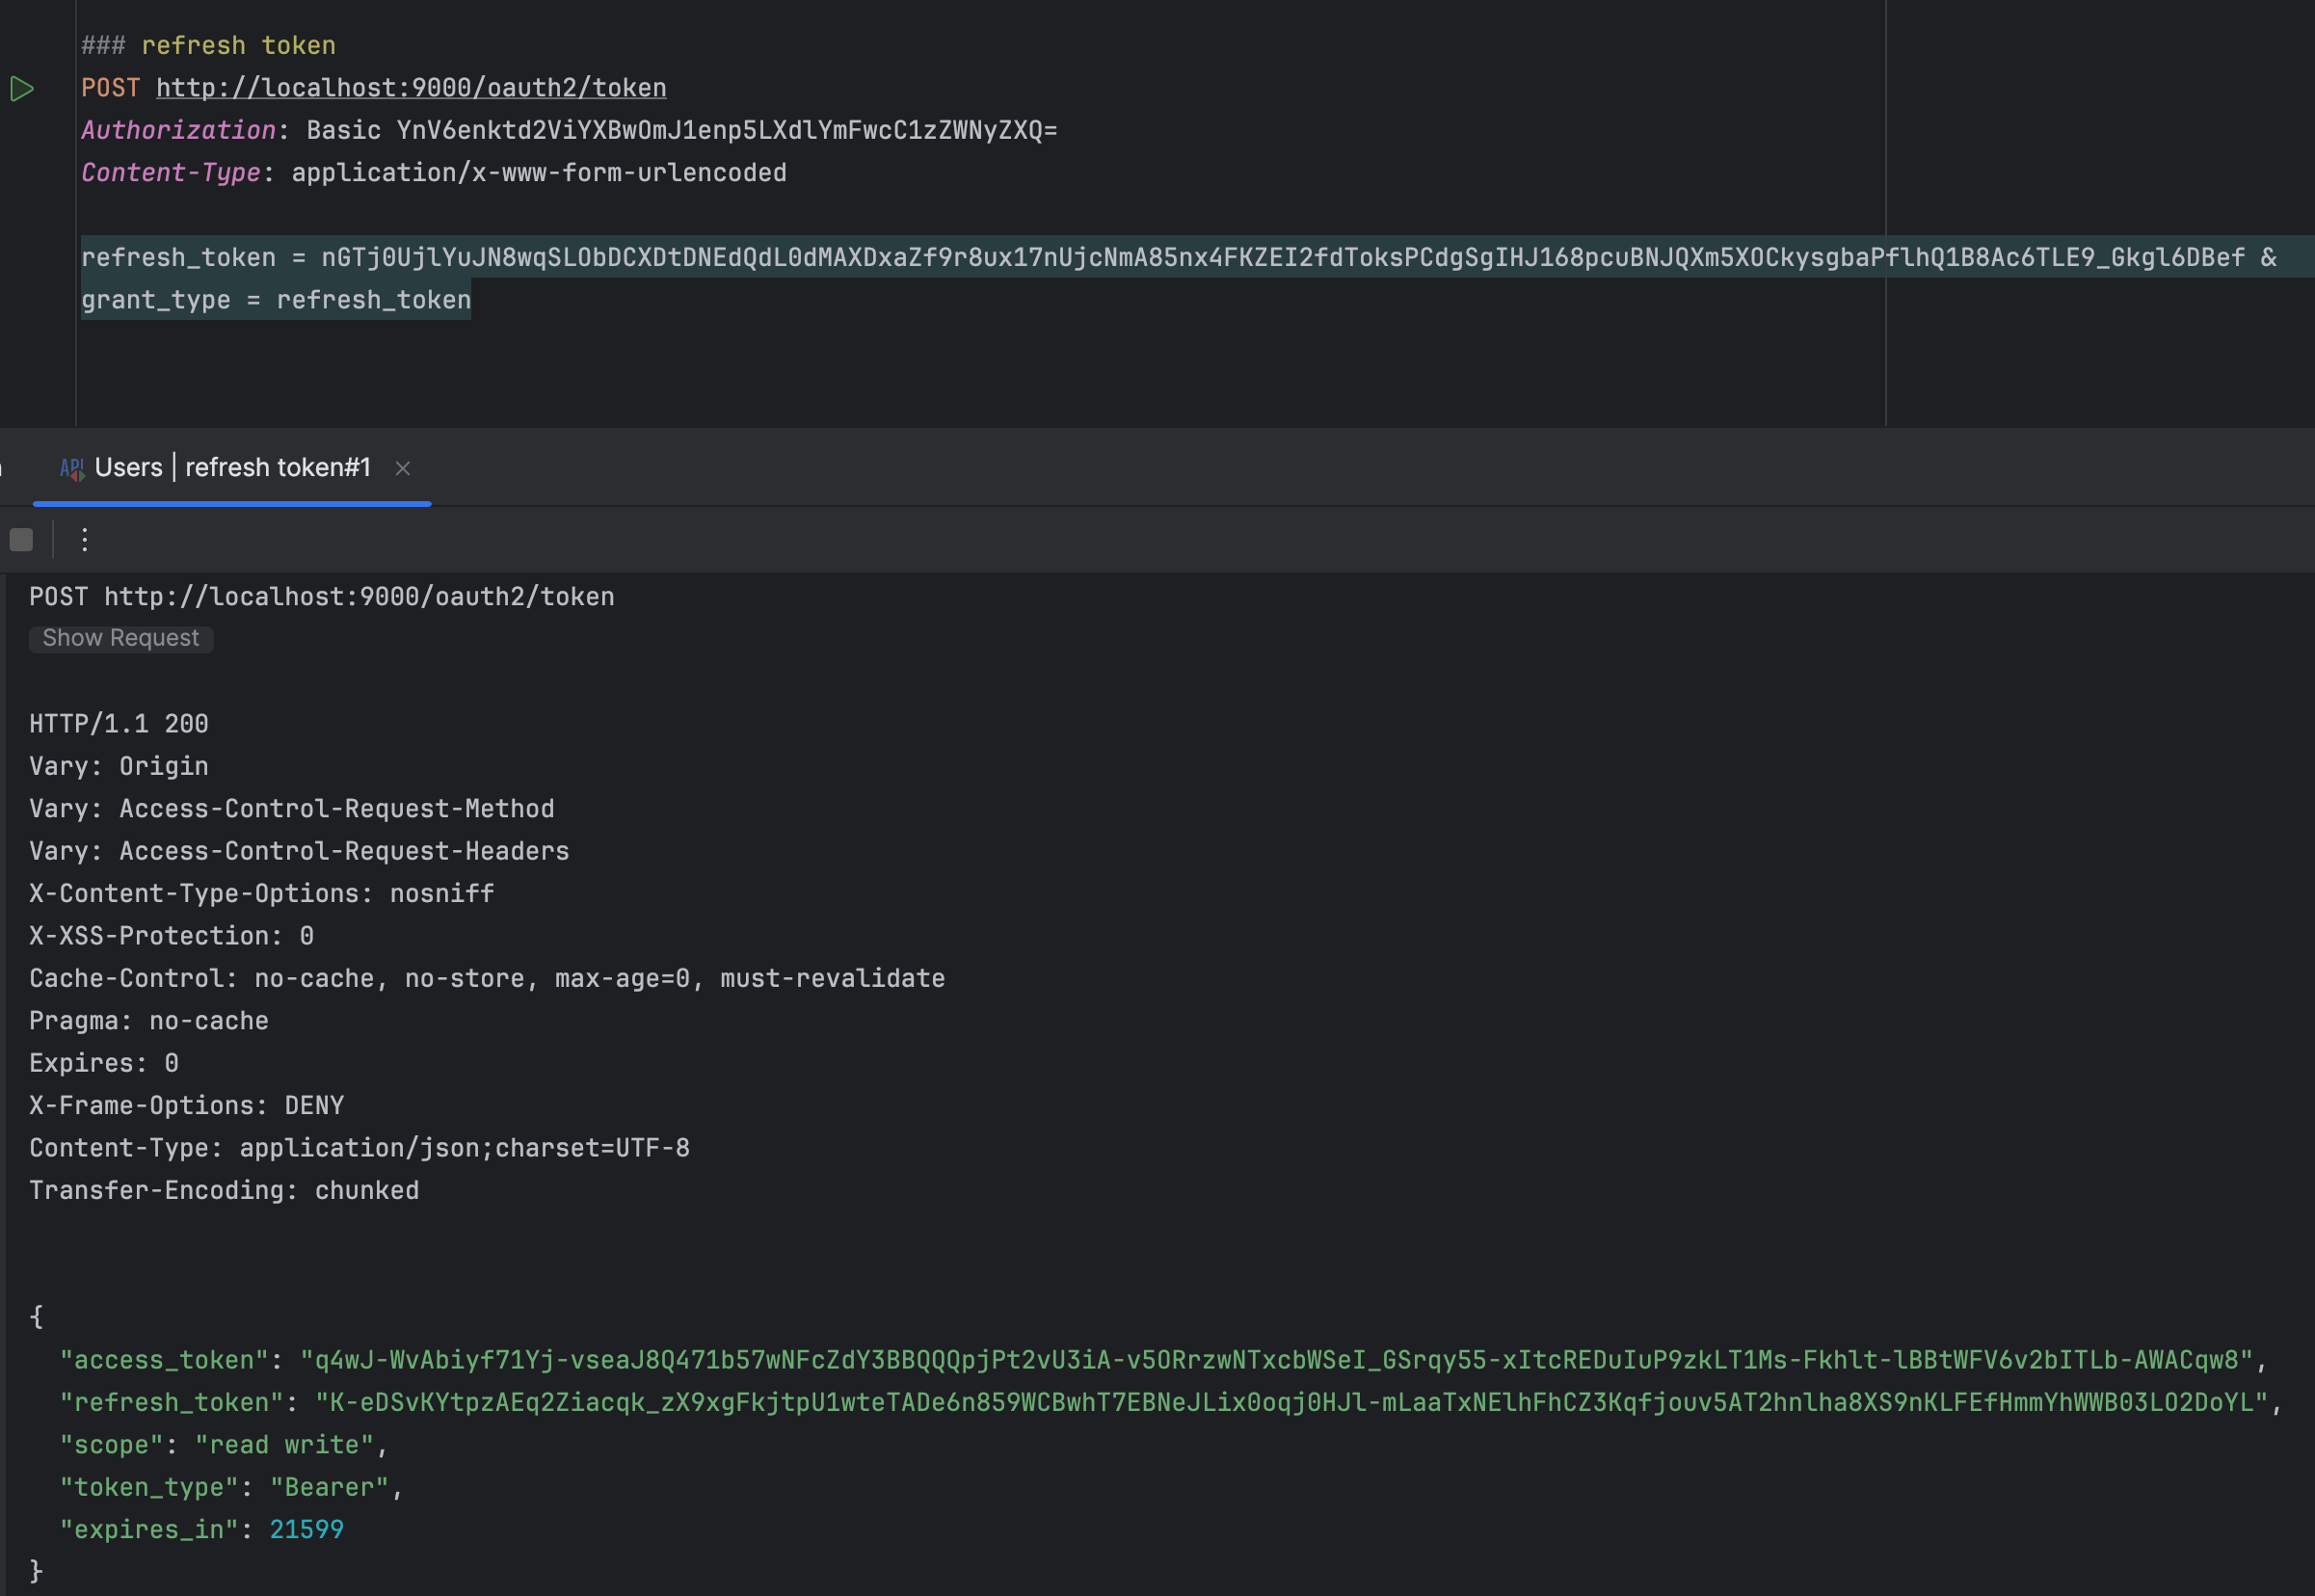 ### refresh token
POST http://localhost:9000/oauth2/token
Authorization: Basic YnV6enktd2ViYXBwOmJ1enp5LXdlYmFwcC1zZWNyZXQ=
Content-Type: application/x-www-form-urlencoded
refresh_token = nGTj0UjlYuJN8wqSLObDCXDtDNEdQdL0dMAXDxaZf9r8ux17nUjcNmA85nx4FKZEI2fdToksPCdgSgIHJ168pcuBNJQXm5XOCkysgbaPflhQ1B8Ac6TLE9_Gkgl6DBef &
grant_type = refresh_token
Users | refresh token#1
POST http://localhost:9000/oauth2/token
Show Request
HTTP/1.1 200
Vary: Origin
Vary: Access-Control-Request-Method
Vary: Access-Control-Request-Headers
X-Content-Type-Options: nosniff
X-XSS-Protection: 0
Cache-Control: no-cache, no-store, max-age=0, must-revalidate
Pragma: no-cache
Expires: 0
X-Frame-Options: DENY
Content-Type: application/json;charset=UTF-8
Transfer-Encoding: chunked
{
"access_token": "q4wJ-WvAbiyf71Yj-vseaJ8Q471b57wNFcZdY3BBQQQpjPt2vU3iA-v5ORrzwNTxcbWSeI_GSrqy55-xItcREDuIuP9zkLT1Ms-Fkhlt-lBBtWFV6v2bITLb-AWACqw8",
"refresh_token": "K-eDSvKYtpzAEq2Ziacqk_zX9xgFkjtpU1wteTADe6n859WCBwhT7EBNeJLix0oqj0HJl-mLaaTxNElhFhCZ3Kqfjouv5AT2hnlha8XS9nKLFEfHmmYhWWB03LO2DoYL",
"scope": "read write",
"token_type": "Bearer",
"expires_in": 21599
}